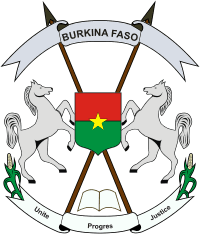 BURKINA FASO
Unite Progres Justice